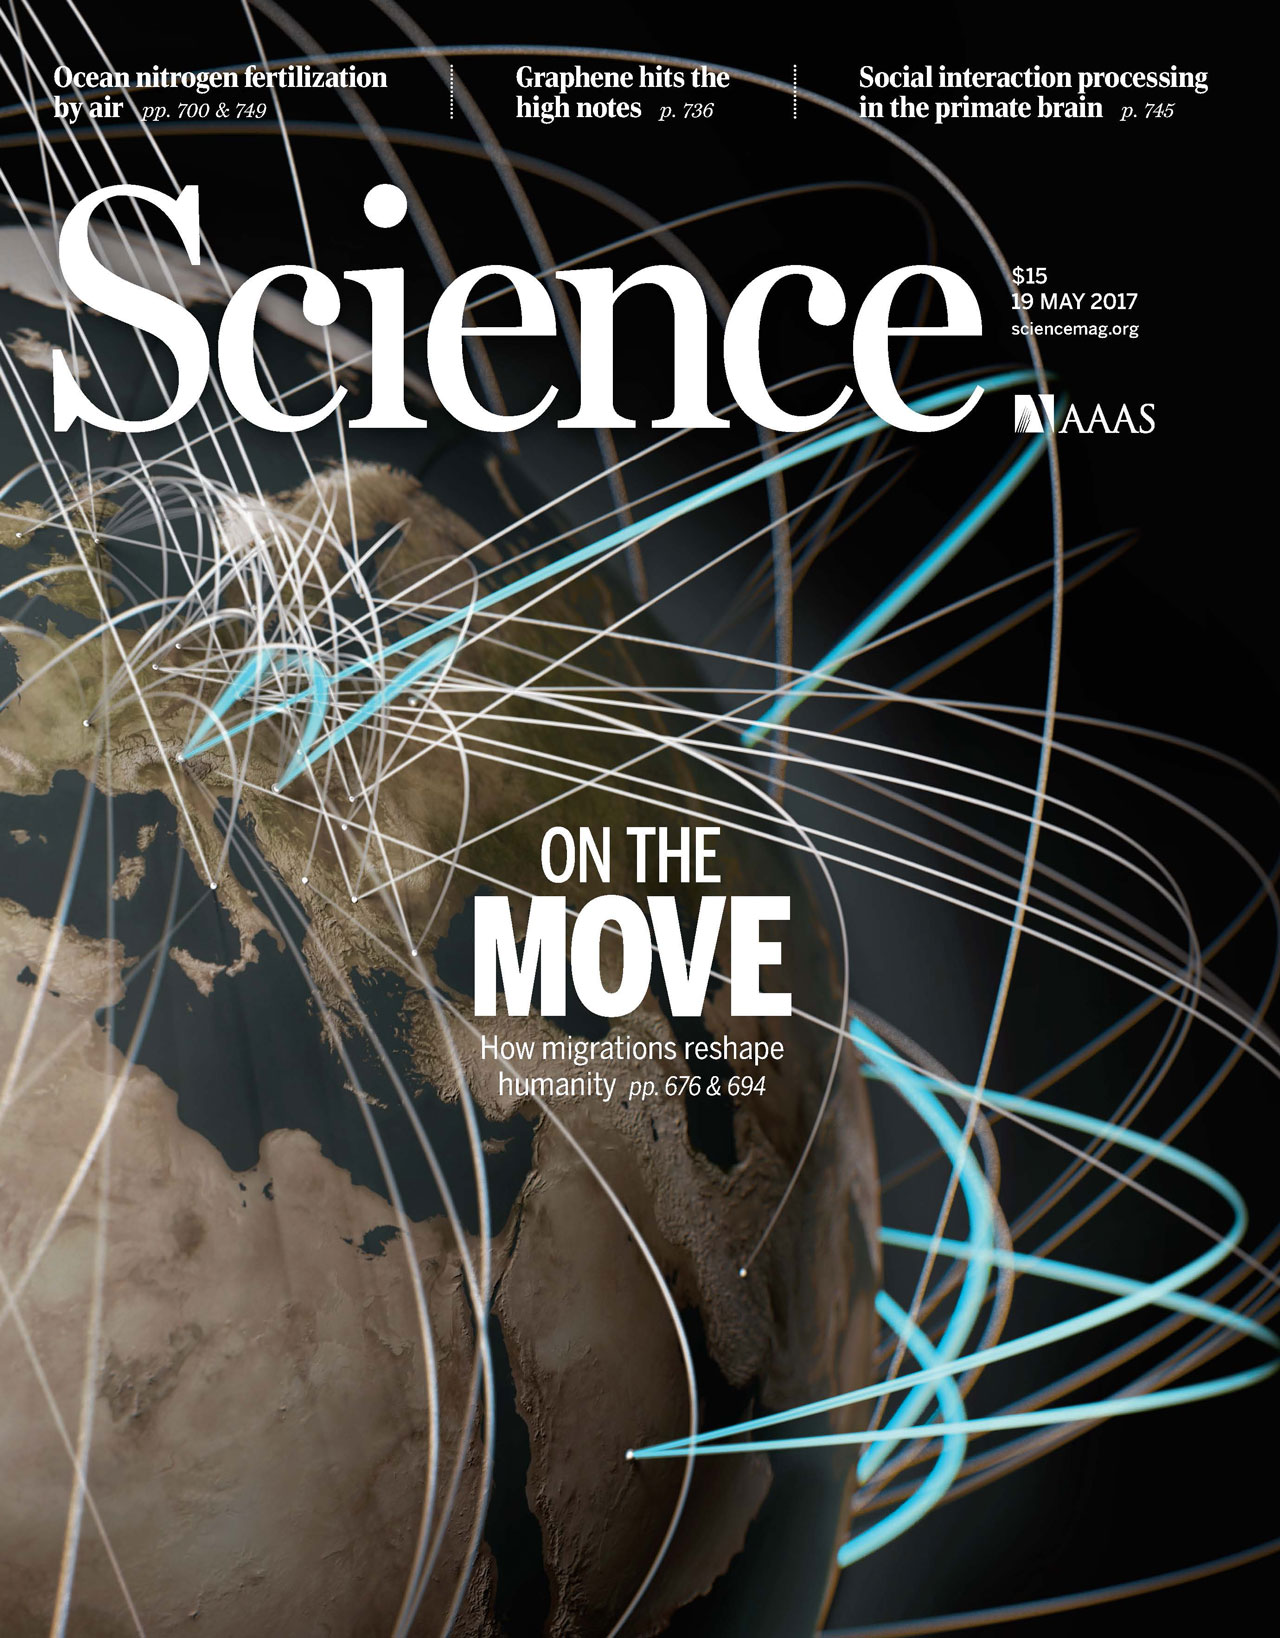 Ocean nitrogen fertilization
by air pp. 700 & 749
Graphene hits the
high notes p. 736
Social interaction processing
in the primate brain p. 745
Science
$15
19 MAY 2017
sciencemag.org
AAAS
ON THE
MOVE
How migrations reshape
humanity pp. 676 & 694